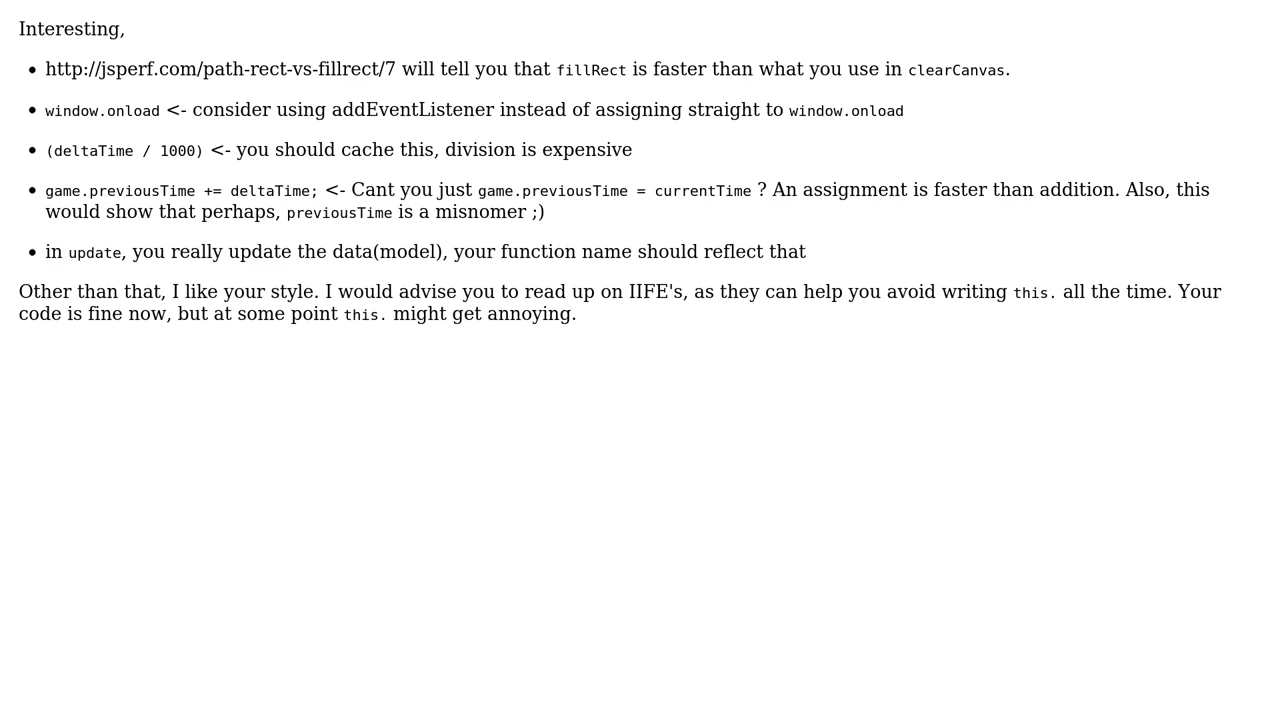 Interesting,
• http://jsperf.com/path-rect-vs-fillrect/7 will tell you that fillRect is faster than what you use in clearCanvas.
• window.onload <- consider using addEventListener instead of assigning straight to window.onload
• (deltaTime / 1000) <- you should cache this, division is expensive
• game.previousTime += deltaTime; <- Cant you just game.previousTime = currentTime ? An assignment is faster than addition. Also, this
would show that perhaps, previousTime is a misnomer ;)
• in update, you really update the data(model), your function name should reflect that
Other than that, I like your style. I would advise you to read up on IIFE's, as they can help you avoid writing this. all the time. Your
code is fine now, but at some point this. might get annoying.